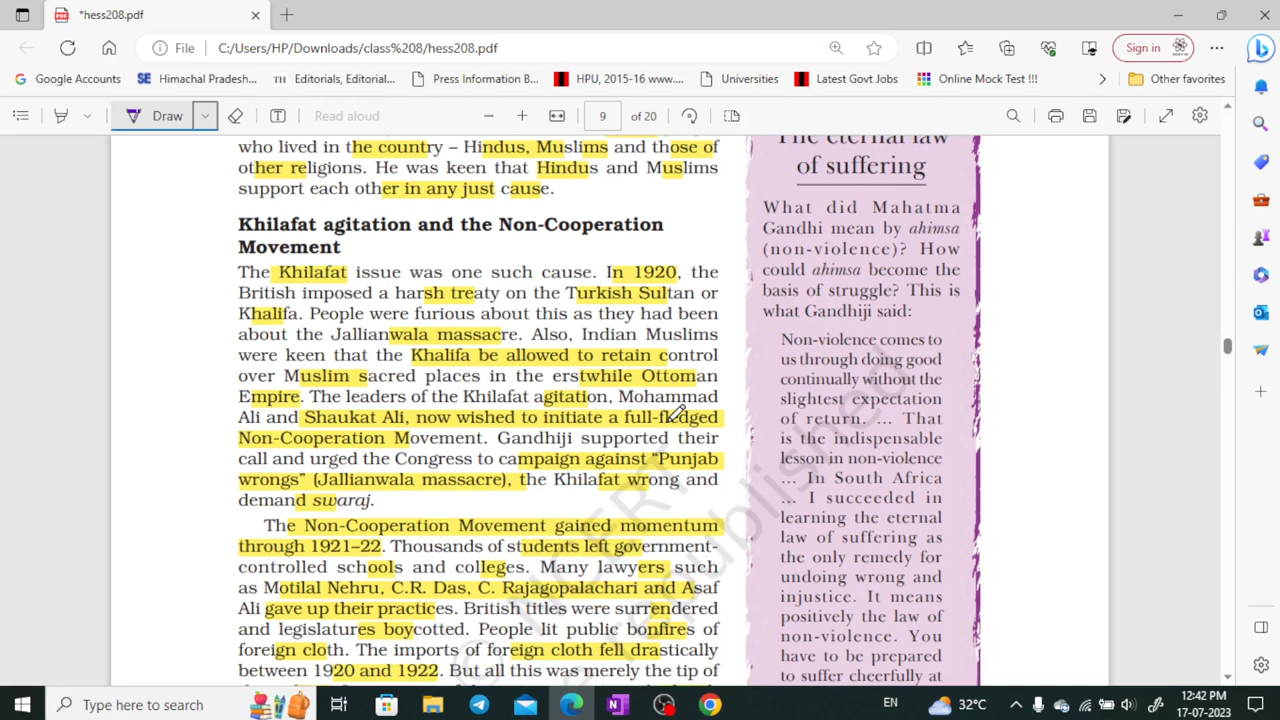 *hess208.pdf
File
C:/Users/HP/Downloads/class%208/hess208.pdf
Sign in
Google Accounts
SE Himachal Pradesh...
TH Editorials, Editorial...
Press Information B...
HPU, 2015-16 www....
Universities
Latest Govt Jobs
Online Mock Test !!!
Other favorites
Draw
Read aloud
9 of 20
who lived in the country – Hindus, Muslims and those of
other religions. He was keen that Hindus and Muslims
support each other in any just cause.
Khilafat agitation and the Non-Cooperation
Movement
The Khilafat issue was one such cause. In 1920, the
British imposed a harsh treaty on the Turkish Sultan or
Khalifa. People were furious about this as they had been
about the Jallianwala massacre. Also, Indian Muslims
were keen that the Khalifa be allowed to retain control
over Muslim sacred places in the erstwhile Ottoman
Empire. The leaders of the Khilafat agitation, Mohammad
Ali and Shaukat Ali, now wished to initiate a full-fledged
Non-Cooperation Movement. Gandhiji supported their
call and urged the Congress to campaign against “Punjab
wrongs” (Jallianwala massacre), the Khilafat wrong and
demand swaraj.
The Non-Cooperation Movement gained momentum
through 1921–22. Thousands of students left government-
controlled schools and colleges. Many lawyers such
as Motilal Nehru, C.R. Das, C. Rajagopalachari and Asaf
Ali gave up their practices. British titles were surrendered
and legislatures boycotted. People lit public bonfires of
foreign cloth. The imports of foreign cloth fell drastically
between 1920 and 1922. But all this was merely the tip of
The eternal law
of suffering
What did Mahatma
Gandhi mean by ahimsa
(non-violence)? How
could ahimsa become the
basis of struggle? This is
what Gandhiji said:
Non-violence comes to
us through doing good
continually without the
slightest expectation
of return. ... That
is the indispensable
lesson in non-violence
... In South Africa
... I succeeded in
learning the eternal
law of suffering as
the only remedy for
undoing wrong and
injustice. It means
positively the law of
non-violence. You
have to be prepared
to suffer cheerfully at
© NCERT
republished
Type here to search
EN
32°C
12:42 PM
17-07-2023